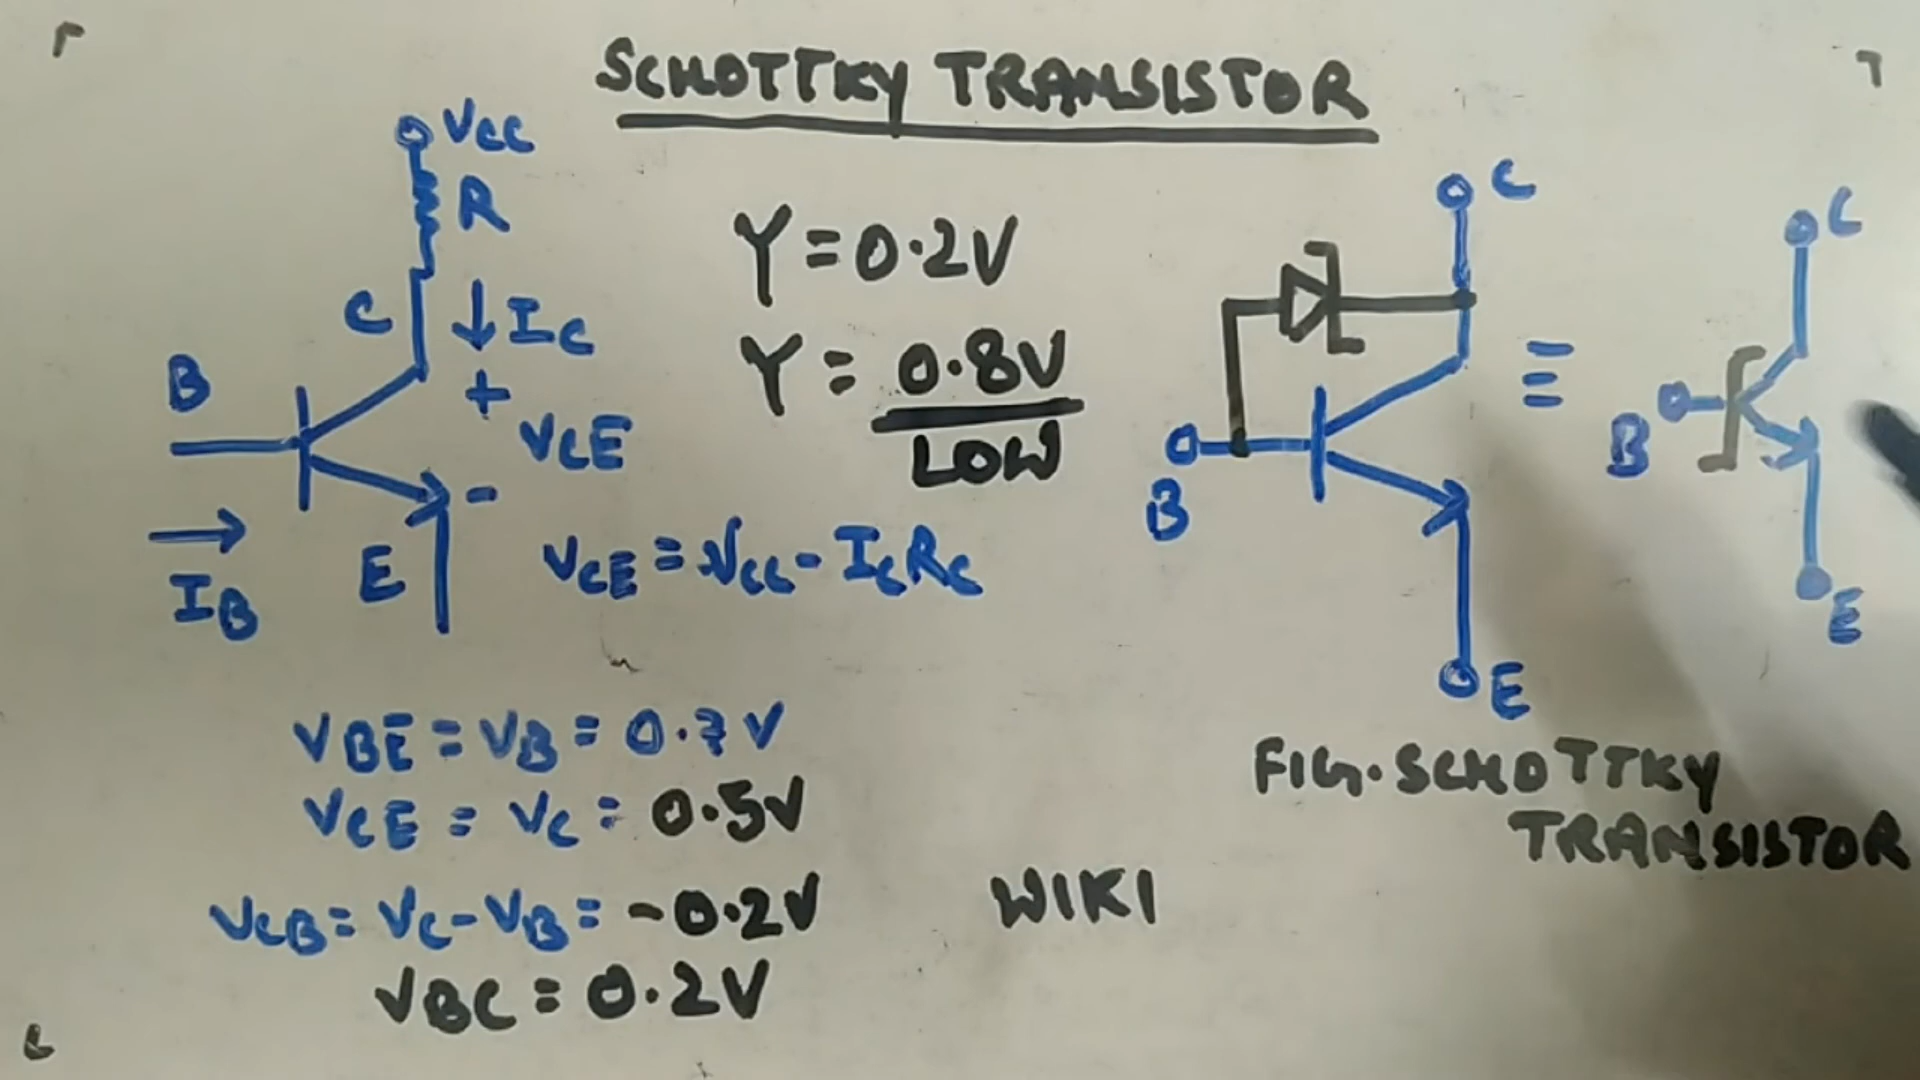 SCHOTTKY TRANSISTOR
VCC
R
C
IC
B
+
VCE
-
IB
E
VCE = VCC - ICRC
Y = 0.2V
Y = 0.8V
LOW
C
B
E
≡
C
B
E
FIG. SCHOTTKY
TRANSISTOR
VBE = VB = 0.7V
VCE = VC = 0.5V
VCB = VC - VB = -0.2V
VBC = 0.2V
WIKI